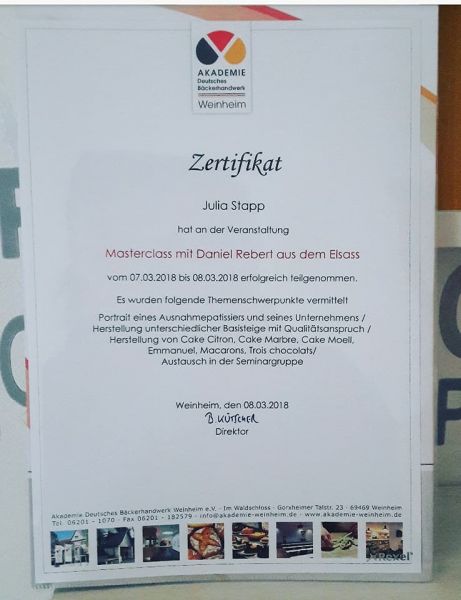 AKADEMIE
Deutsches
Bäckerhandwerk
Weinheim
Zertifikat
Julia Stapp
hat an der Veranstaltung
Masterclass mit Daniel Rebert aus dem Elsass
vom 07.03.2018 bis 08.03.2018 erfolgreich teilgenommen.
Es wurden folgende Themenschwerpunkte vermittelt
Portrait eines Ausnahmepatissiers und seines Unternehmens /
Herstellung unterschiedlicher Basisteige mit Qualitätsanspruch /
Herstellung von Cake Citron, Cake Marbre, Cake Moell,
Emmanuel, Macarons, Trois chocolats/
Austausch in der Seminargruppe
Weinheim, den 08.03.2018
B. KÜTSCHER
Direktor
Akademie Deutsches Bäckerhandwerk Weinheim e.V. · Im Waldschloss · Gorxheimer Talstr. 23 · 69469 Weinheim
Tel. 06201 - 1070 · Fax 06201 - 182579 · info@akademie-weinheim.de · www.akademie-weinheim.de